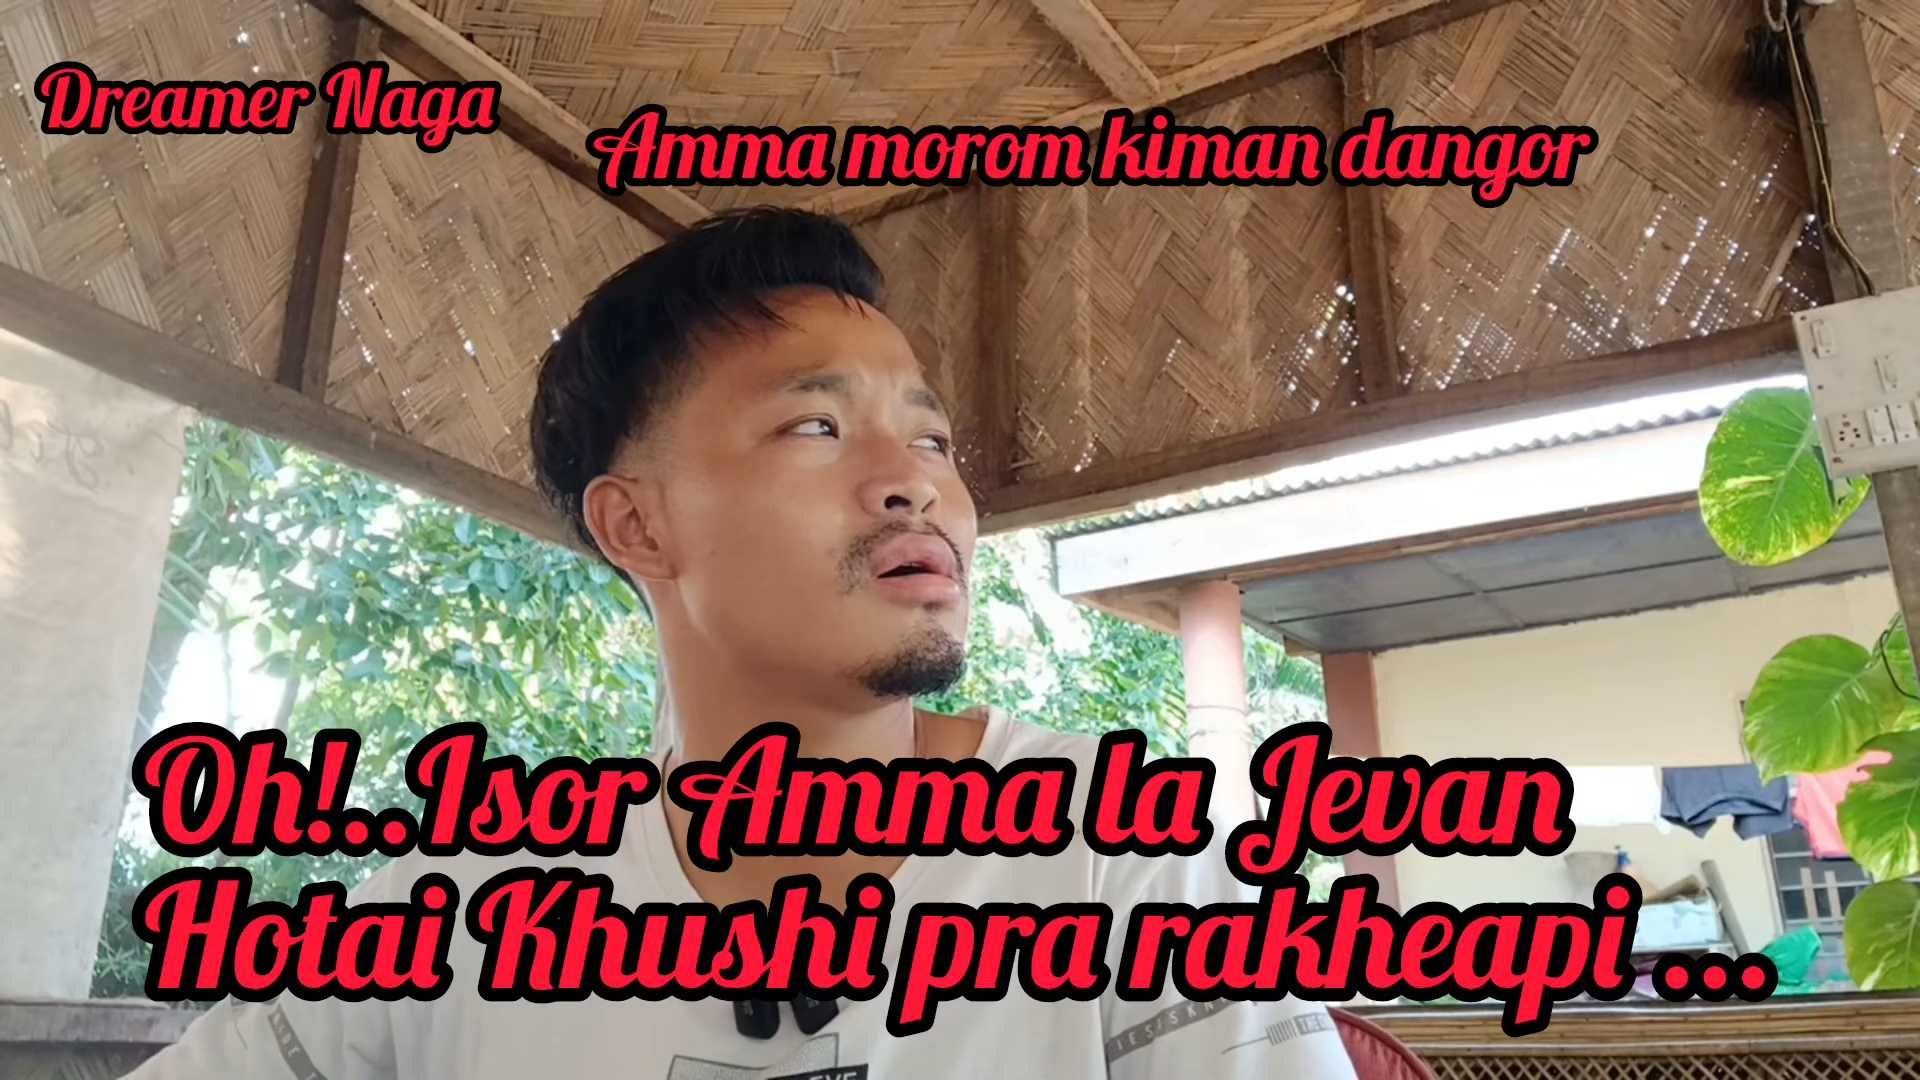 Dreamer Naga
Amma morom kiman dangor
Oh!..Isor Amma la Jevan
Hotai Khushi pra rakheapi ...